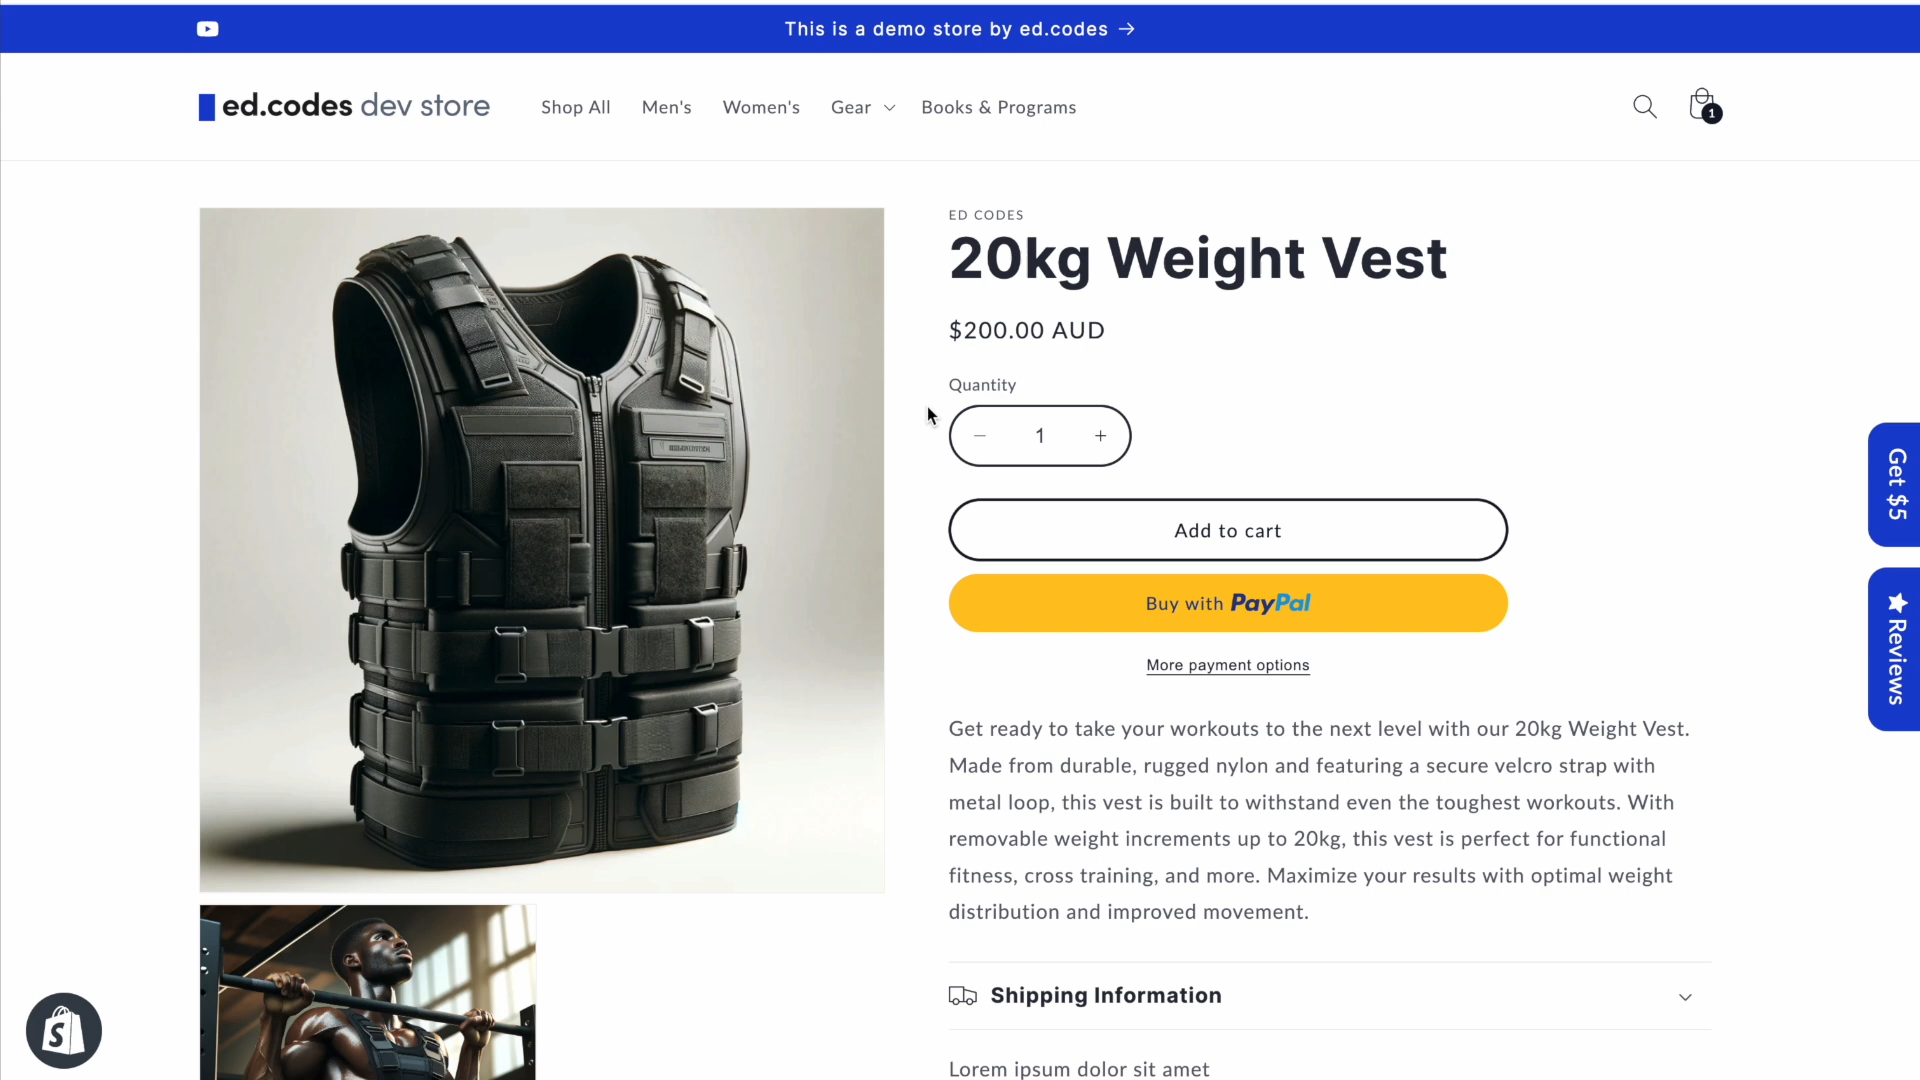 This is a demo store by ed.codes →
ed.codes dev store
Shop All
Men's
Women's
Gear
Books & Programs
1
ED CODES
20kg Weight Vest
$200.00 AUD
Quantity
− 1 +
Add to cart
Buy with PayPal
More payment options
Get $5
★ Reviews
Get ready to take your workouts to the next level with our 20kg Weight Vest.
Made from durable, rugged nylon and featuring a secure velcro strap with
metal loop, this vest is built to withstand even the toughest workouts. With
removable weight increments up to 20kg, this vest is perfect for functional
fitness, cross training, and more. Maximize your results with optimal weight
distribution and improved movement.
Shipping Information
Lorem ipsum dolor sit amet